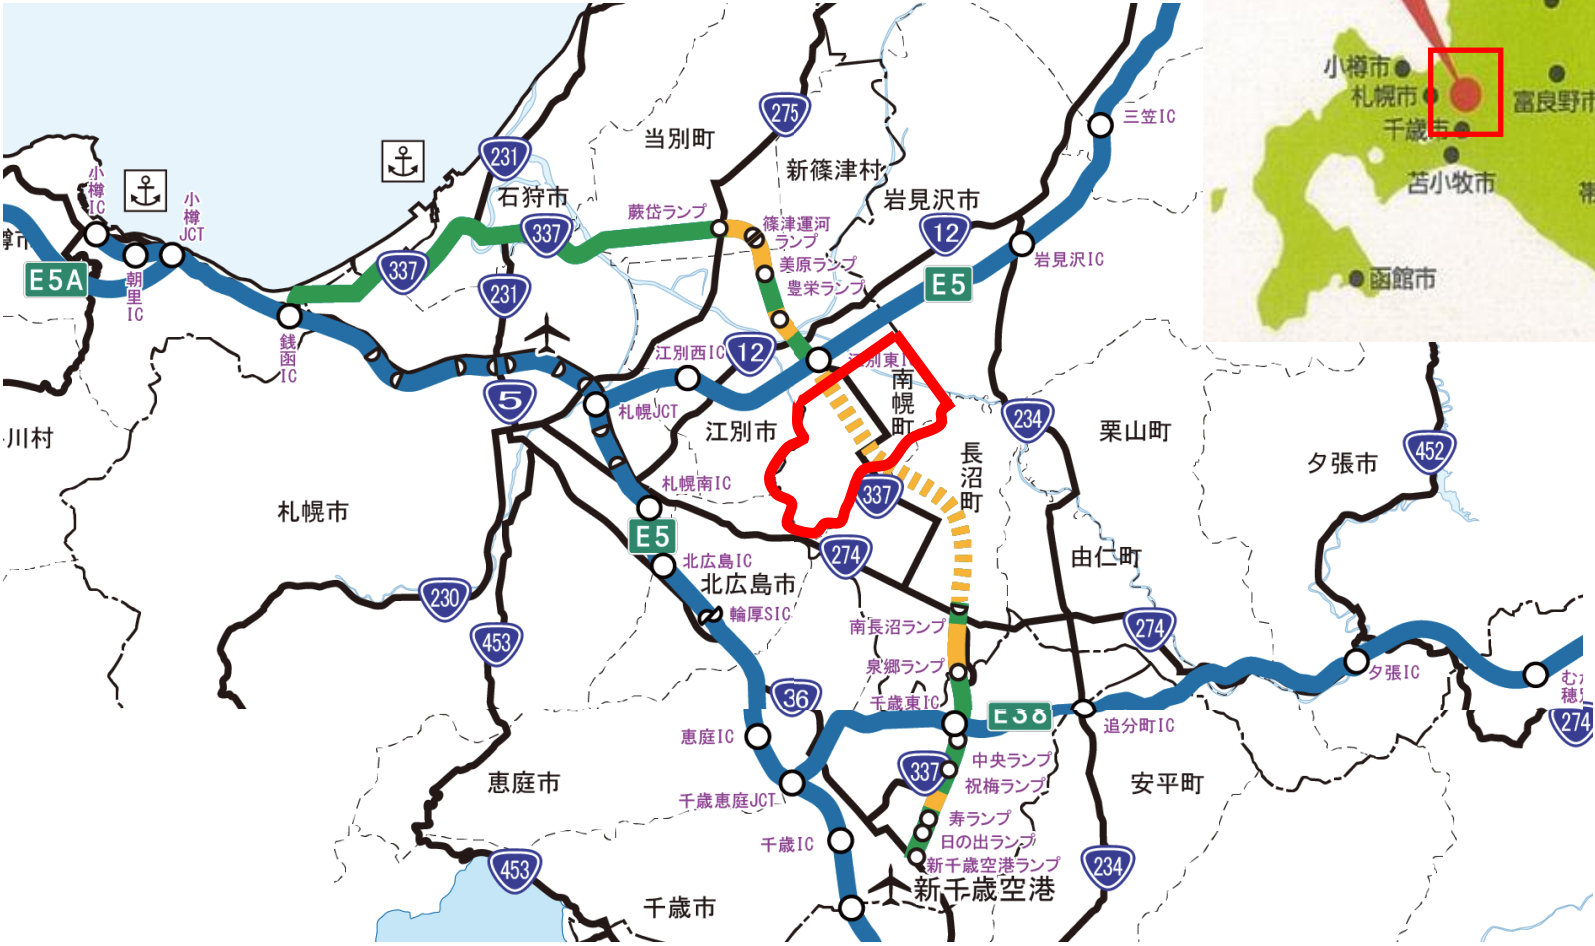 小樽市
札幌市
千歳市
苫小牧市
富良野市
函館市
231
275
当別町
新篠津村
岩見沢市
三笠IC
小樽IC
小樽JCT
石狩市
蕨岱ランプ
篠津運河ランプ
12
岩見沢IC
337
337
美原ランプ
豊栄ランプ
E5
E5A
朝里IC
231
銭函IC
江別西IC
12
南幌町
5
札幌JCT
江別市
234
栗山町
川村
長沼町
夕張市
452
札幌南IC
337
札幌市
E5
274
由仁町
北広島IC
北広島市
230
輪厚SIC
南長沼ランプ
274
453
泉郷ランプ
夕張IC
36
千歳東IC
追分町IC
274
恵庭IC
中央ランプ
337
祝梅ランプ
恵庭市
安平町
千歳恵庭JCT
寿ランプ
千歳IC
日の出ランプ
新千歳空港ランプ
453
234
新千歳空港
千歳市